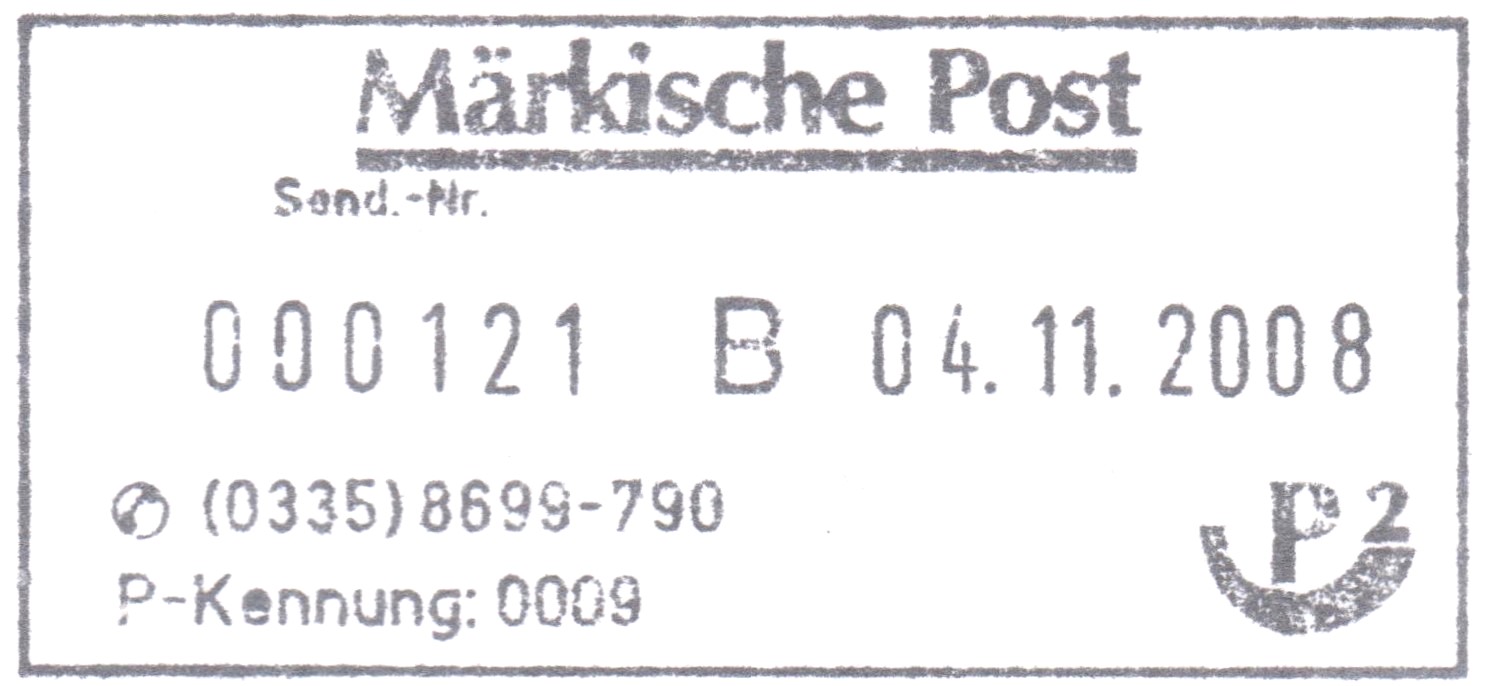 Märkische Post
Send.-Nr.
000121 B 04.11.2008
(0335) 8699-790
P-Kennung: 0009
P2